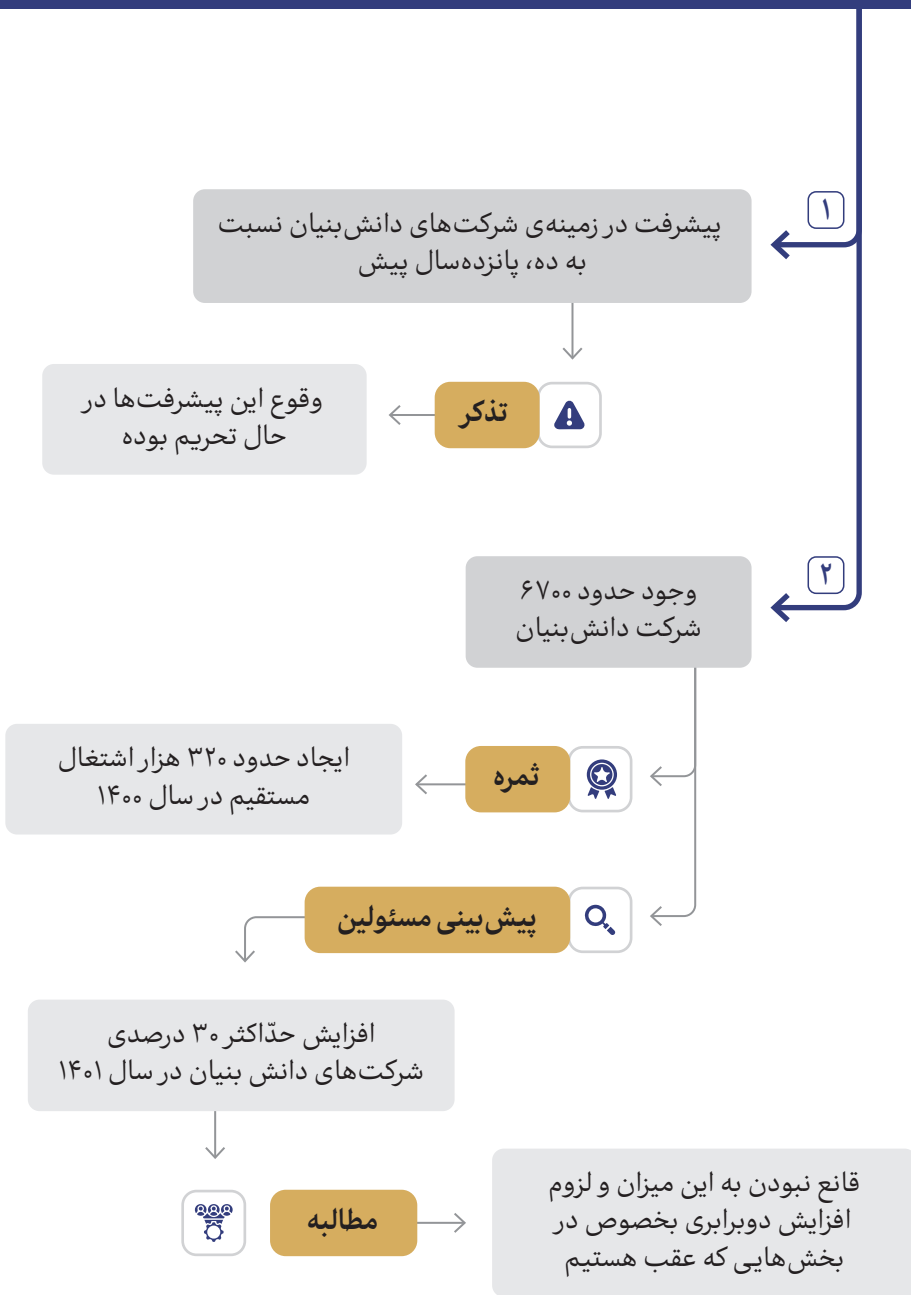 ۱
پیشرفت در زمینه‌ی شرکت‌های دانش‌بنیان نسبت
به ده، پانزده‌سال پیش
تذکر
وقوع این پیشرفت‌ها در
حال تحریم بوده
۲
وجود حدود ۶۷۰۰
شرکت دانش‌بنیان
ثمره
ایجاد حدود ۳۲۰ هزار اشتغال
مستقیم در سال ۱۴۰۰
پیش‌بینی مسئولین
افزایش حدّاکثر ۳۰ درصدی
شرکت‌های دانش بنیان در سال ۱۴۰۱
مطالبه
قانع نبودن به این میزان و لزوم
افزایش دوبرابری بخصوص در
بخش‌هایی که عقب هستیم